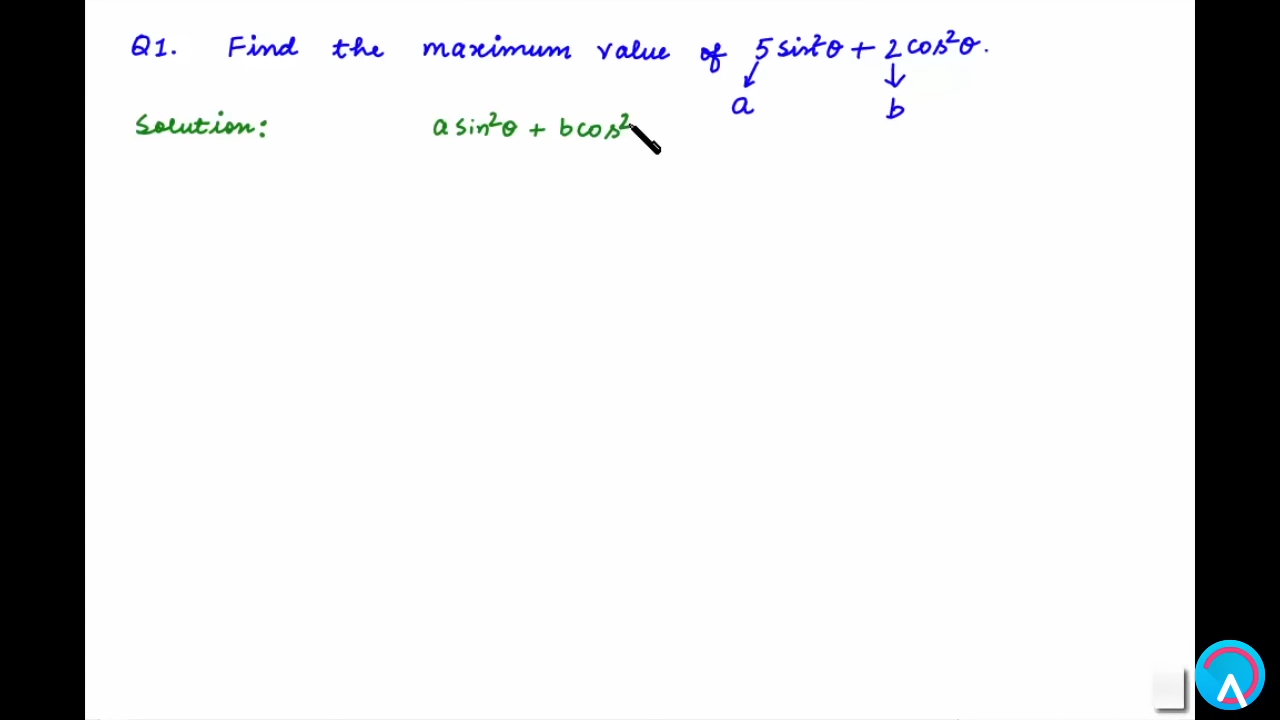 Q1. Find the maximum value of 5 sin²θ + 2 cos²θ.
a b
Solution: a sin²θ + b cos²